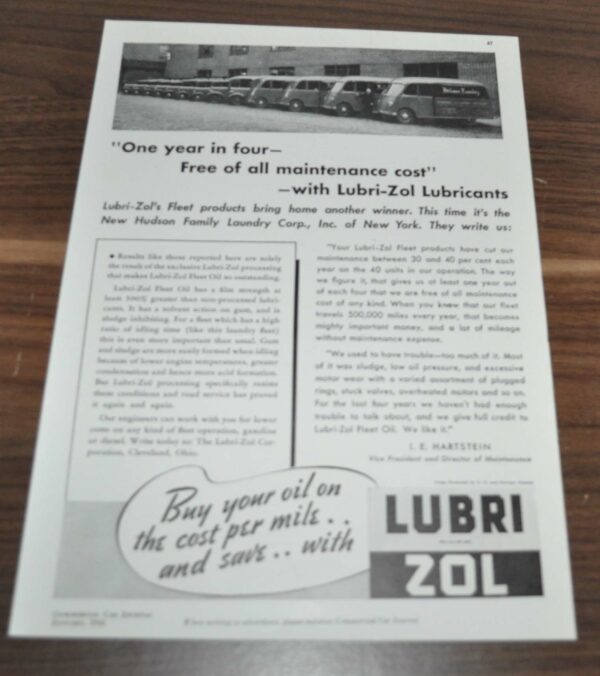 47
"One year in four—
Free of all maintenance cost"
—with Lubri-Zol Lubricants
Lubri-Zol's Fleet products bring home another winner. This time it's the
New Hudson Family Laundry Corp., Inc. of New York. They write us:
• Results like those reported here are solely
the result of the exclusive Lubri-Zol processing
that makes Lubri-Zol Fleet Oil so outstanding.
Lubri-Zol Fleet Oil has a film strength at
least 300% greater than non-processed lubri-
cants. It has a solvent action on gum, and is
sludge inhibiting. For a fleet which has a high
ratio of idling time (like this laundry fleet)
this is even more important than usual. Gum
and sludge are more easily formed when idling
because of lower engine temperatures, greater
condensation and hence more acid formation.
But Lubri-Zol processing specifically resists
these conditions and road service has proved
it again and again.
Our engineers can work with you for lower
costs on any kind of fleet operation, gasoline
or diesel. Write today to: The Lubri-Zol Cor-
poration, Cleveland, Ohio.
"Your Lubri-Zol Fleet products have cut our
maintenance between 30 and 40 per cent each
year on the 40 units in our operation. The way
we figure it, that gives us at least one year out
of each four that we are free of all maintenance
cost of any kind. When you know that our fleet
travels 500,000 miles every year, that becomes
mighty important money, and a lot of mileage
without maintenance expense.
"We used to have trouble—too much of it. Most
of it was sludge, low oil pressure, and excessive
motor wear with a varied assortment of plugged
rings, stuck valves, overheated motors and so on.
For the last four years we haven't had enough
trouble to talk about, and we give full credit to
Lubri-Zol Fleet Oil. We like it."
I. E. HARTSTEIN
Vice President and Director of Maintenance
Buy your oil on
the cost per mile . .
and save . . with
LUBRI
ZOL
Commercial Car Journal
If when writing to advertisers, please mention Commercial Car Journal